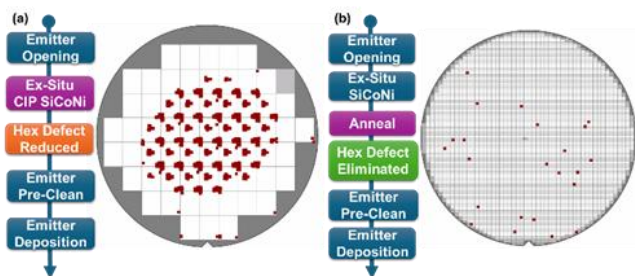 (a)
Emitter
Opening
Ex-Situ
CIP SiCoNi
Hex Defect
Reduced
Emitter
Pre-Clean
Emitter
Deposition
(b)
Emitter
Opening
Ex-Situ
SiCoNi
Anneal
Hex Defect
Eliminated
Emitter
Pre-Clean
Emitter
Deposition